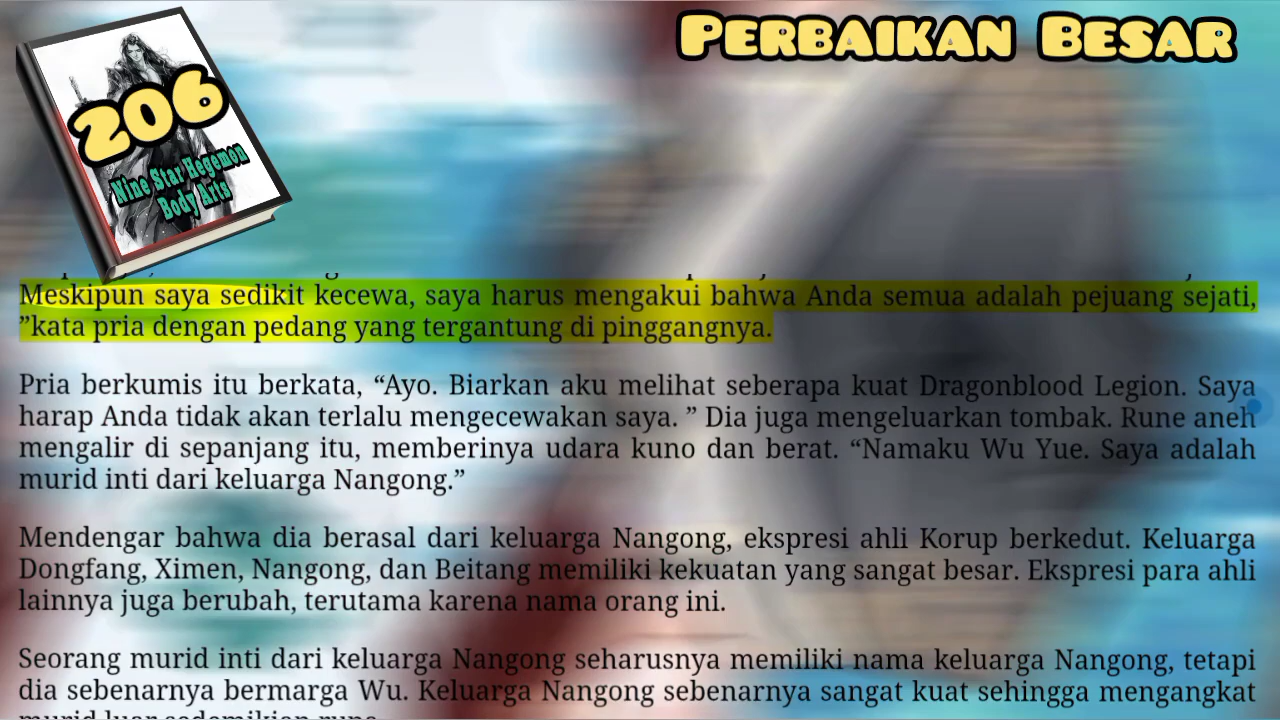 Perbaikan Besar
206
Nine Star Hegemon
Body Arts
Meskipun saya sedikit kecewa, saya harus mengakui bahwa Anda semua adalah pejuang sejati,
”kata pria dengan pedang yang tergantung di pinggangnya.
Pria berkumis itu berkata, “Ayo. Biarkan aku melihat seberapa kuat Dragonblood Legion. Saya
harap Anda tidak akan terlalu mengecewakan saya. ” Dia juga mengeluarkan tombak. Rune aneh
mengalir di sepanjang itu, memberinya udara kuno dan berat. “Namaku Wu Yue. Saya adalah
murid inti dari keluarga Nangong.”
Mendengar bahwa dia berasal dari keluarga Nangong, ekspresi ahli Korup berkedut. Keluarga
Dongfang, Ximen, Nangong, dan Beitang memiliki kekuatan yang sangat besar. Ekspresi para ahli
lainnya juga berubah, terutama karena nama orang ini.
Seorang murid inti dari keluarga Nangong seharusnya memiliki nama keluarga Nangong, tetapi
dia sebenarnya bermarga Wu. Keluarga Nangong sebenarnya sangat kuat sehingga mengangkat
murid luar sedemikian rupa.